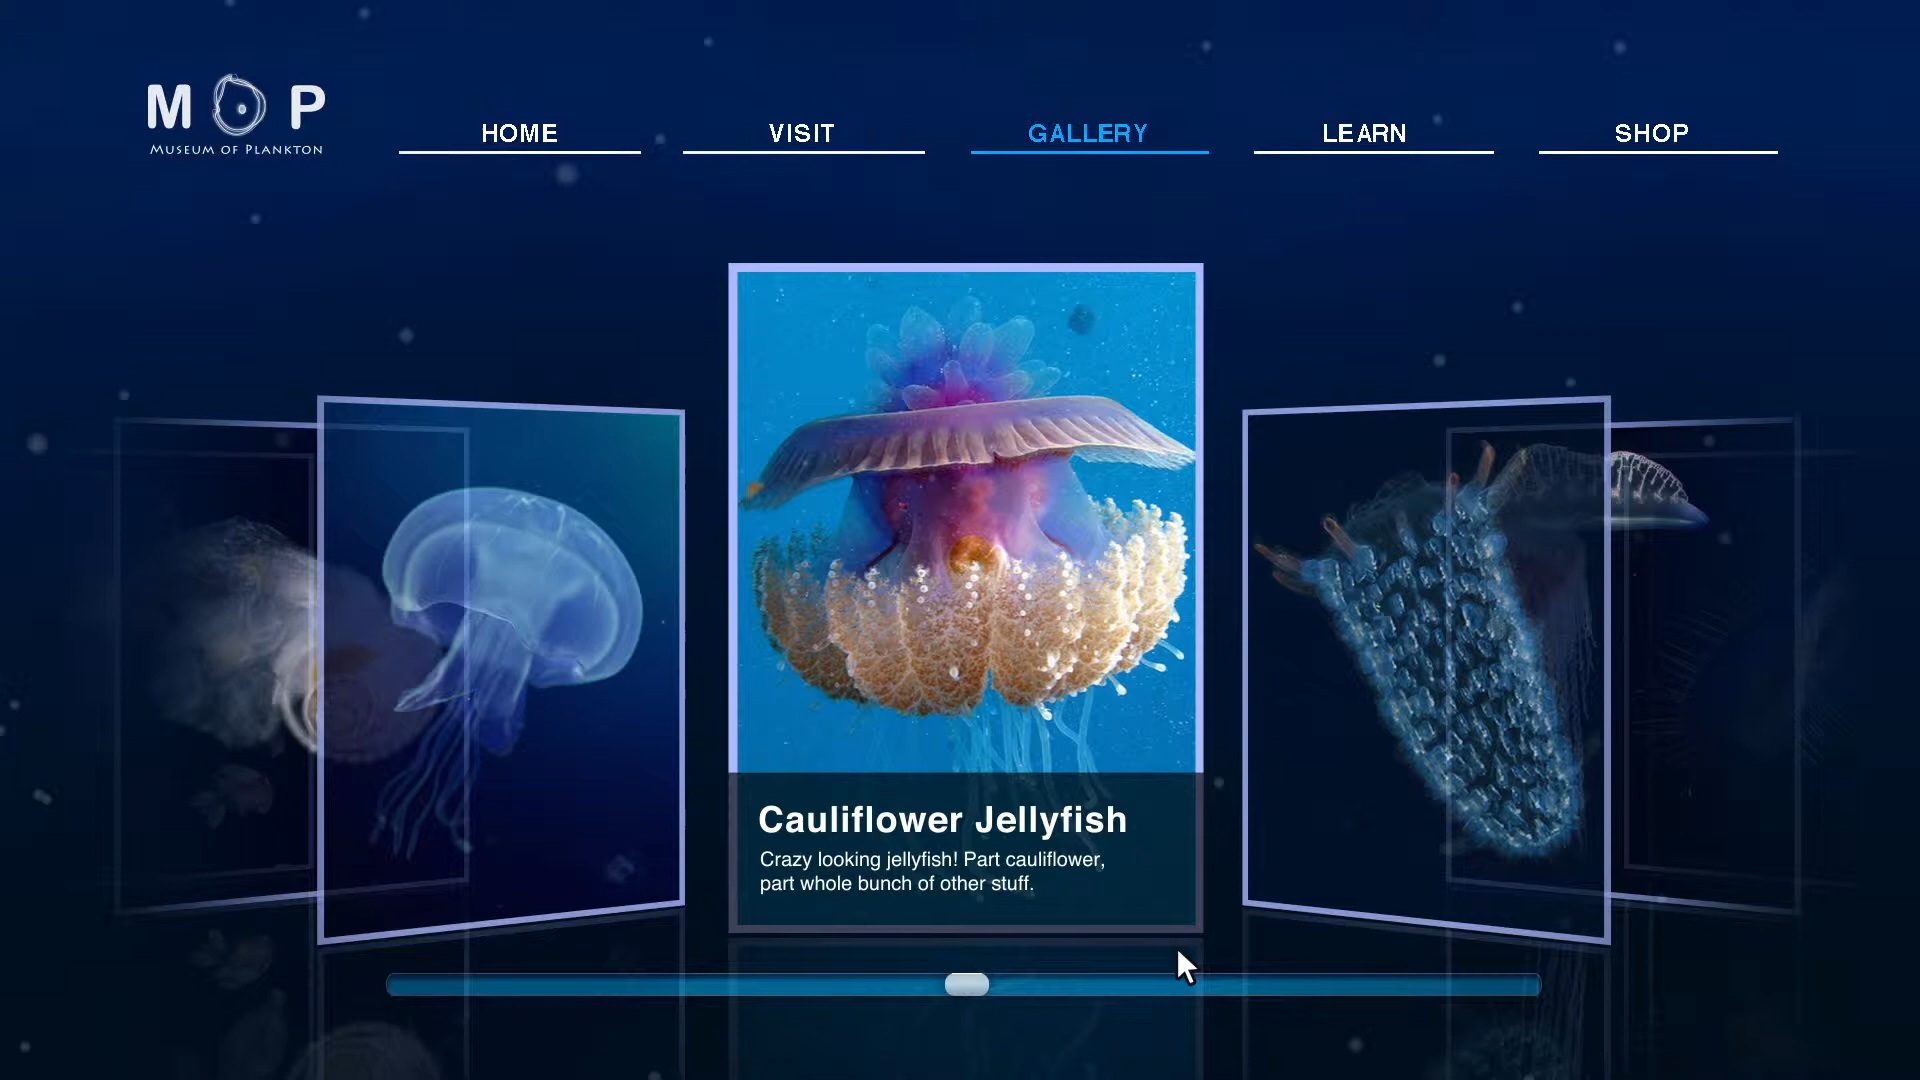 M O P
MUSEUM OF PLANKTON
HOME
VISIT
GALLERY
LEARN
SHOP
Cauliflower Jellyfish
Crazy looking jellyfish! Part cauliflower,
part whole bunch of other stuff.